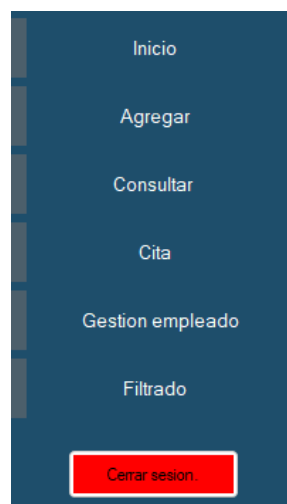 Inicio
Agregar
Consultar
Cita
Gestion empleado
Filtrado
Cerrar sesion.